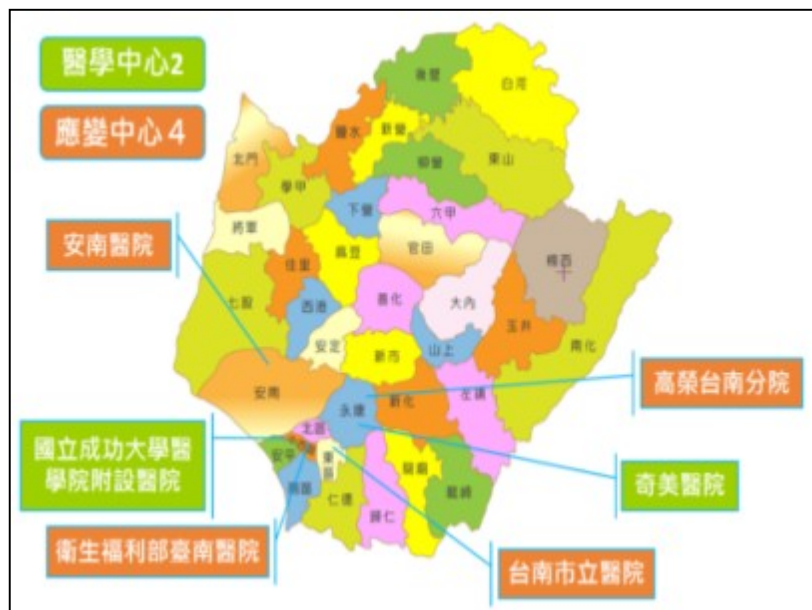 醫學中心2
應變中心4
後壁
白河
鹽水
新營
東山
北門
學甲
柳營
下營
六甲
將軍
官田
麻豆
楠西
安南醫院
佳里
七股
西港
善化
大內
玉井
南化
安定
新市
山上
安南
永康
新化
左鎮
高榮台南分院
北區
國立成功大學醫
學院附設醫院
安平
東區
南區
龍崎
仁德
歸仁
奇美醫院
衛生福利部臺南醫院
台南市立醫院